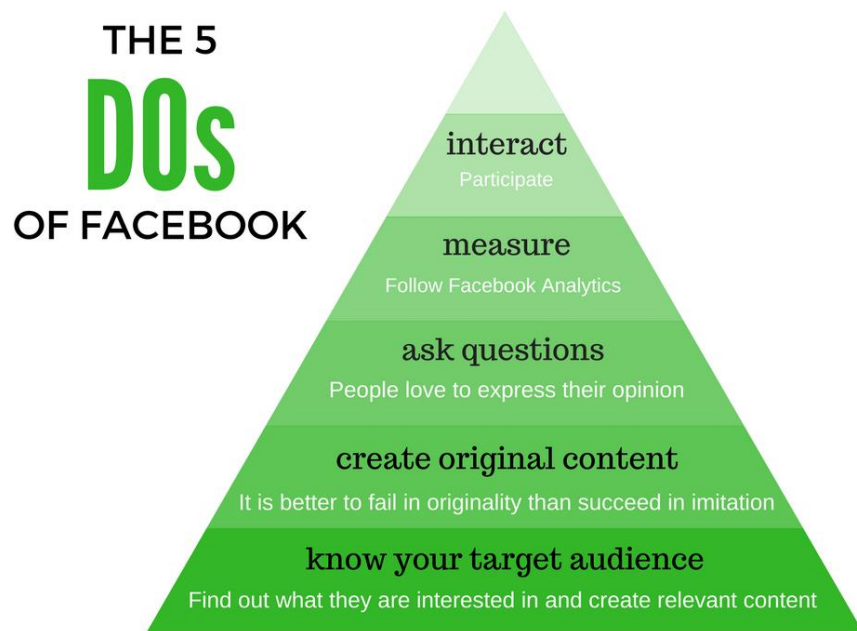 THE 5
DOs
OF FACEBOOK
interact
Participate
measure
Follow Facebook Analytics
ask questions
People love to express their opinion
create original content
It is better to fail in originality than succeed in imitation
know your target audience
Find out what they are interested in and create relevant content